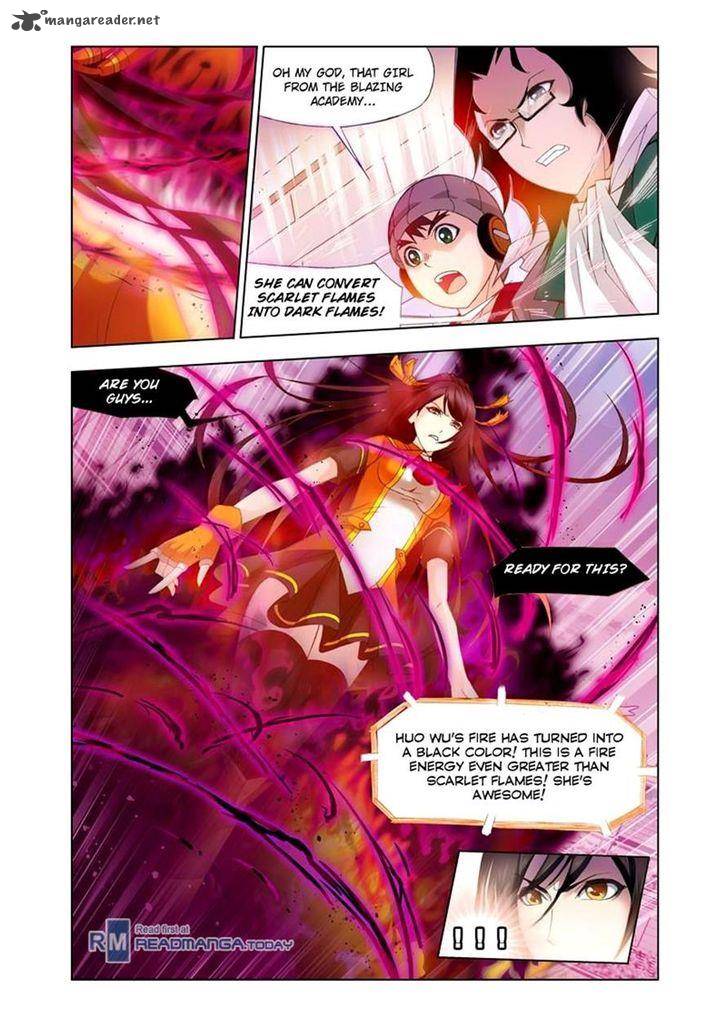 mangareader.net
OH MY GOD, THAT GIRL
FROM THE BLAZING
ACADEMY...
SHE CAN CONVERT
SCARLET FLAMES
INTO DARK FLAMES!
ARE YOU
GUYS...
READY FOR THIS?
HUO WU'S FIRE HAS TURNED INTO
A BLACK COLOR! THIS IS A FIRE
ENERGY EVEN GREATER THAN
SCARLET FLAMES! SHE'S
AWESOME!
!!!
RM
Read first at
READMANGA.TODAY